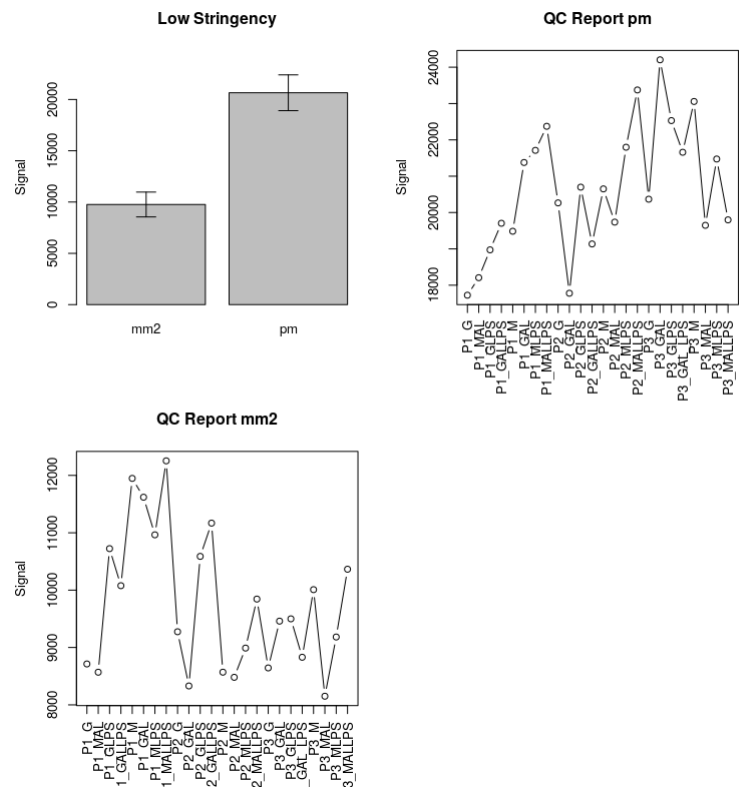 Low Stringency
Signal
20000
15000
10000
5000
0
mm2
pm
QC Report pm
Signal
24000
22000
20000
18000
P1_G
P1_MAL
P1_GLPS
P1_GALLPS
P1_M
P1_GAL
P1_MLPS
P1_MALLPS
P2_G
P2_GAL
P2_GLPS
P2_GALLPS
P2_M
P2_MAL
P2_MLPS
P2_MALLPS
P3_G
P3_GAL
P3_GLPS
P3_GAL_LPS
P3_M
P3_MAL
P3_MLPS
P3_MALLPS
QC Report mm2
Signal
12000
11000
10000
9000
8000
P1_G
P1_MAL
P1_GLPS
1_GALLPS
P1_M
P1_GAL
P1_MLPS
1_MALLPS
P2_G
P2_GAL
P2_GLPS
2_GALLPS
P2_M
P2_MAL
P2_MLPS
2_MALLPS
P3_G
P3_GAL
P3_GLPS
GAL_LPS
P3_M
P3_MAL
P3_MLPS
3_MALLPS